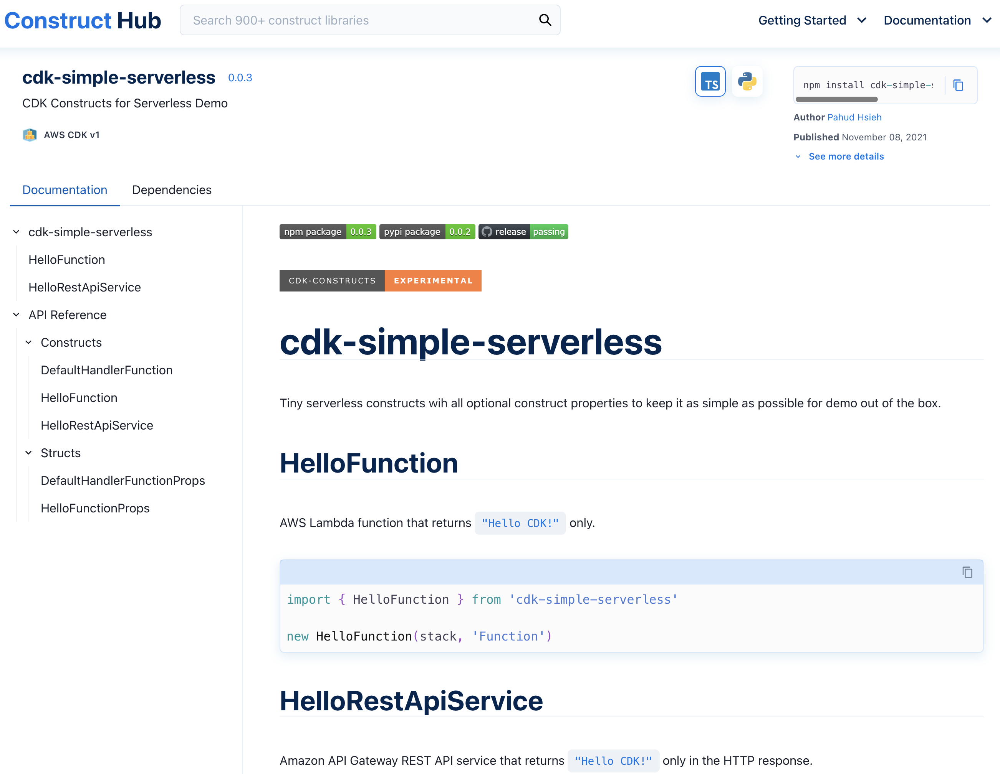 Construct Hub
Search 900+ construct libraries
Getting Started
Documentation
cdk-simple-serverless 0.0.3
CDK Constructs for Serverless Demo
AWS CDK v1
TS
npm install cdk-simple-s
Author Pahud Hsieh
Published November 08, 2021
See more details
Documentation
Dependencies
cdk-simple-serverless
HelloFunction
HelloRestApiService
API Reference
Constructs
DefaultHandlerFunction
HelloFunction
HelloRestApiService
Structs
DefaultHandlerFunctionProps
HelloFunctionProps
npm package 0.0.3 pypi package 0.0.2 release passing
CDK-CONSTRUCTS EXPERIMENTAL
cdk-simple-serverless
Tiny serverless constructs wih all optional construct properties to keep it as simple as possible for demo out of the box.
HelloFunction
AWS Lambda function that returns "Hello CDK!" only.
import { HelloFunction } from 'cdk-simple-serverless'
new HelloFunction(stack, 'Function')
HelloRestApiService
Amazon API Gateway REST API service that returns "Hello CDK!" only in the HTTP response.